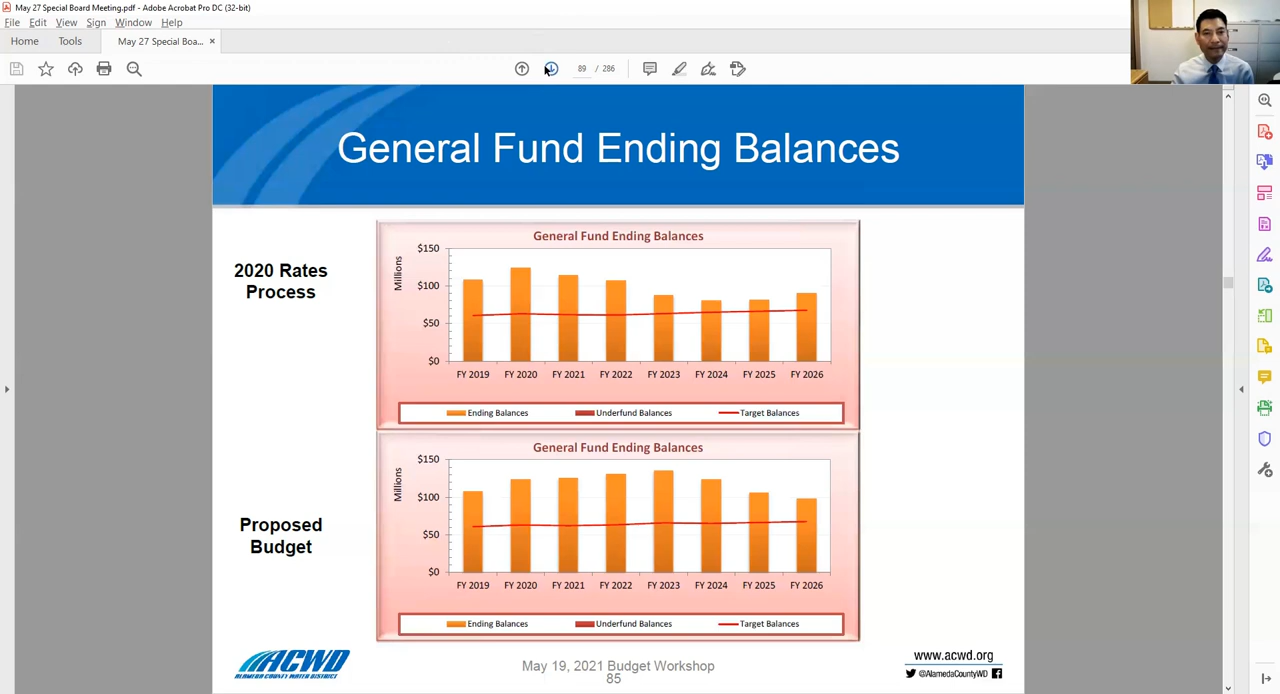 May 27 Special Board Meeting.pdf - Adobe Acrobat Pro DC (32-bit)
File Edit View Sign Window Help
Home Tools May 27 Special Boa... ×
89 / 286
General Fund Ending Balances
2020 Rates
Process
General Fund Ending Balances
Millions
$150
$100
$50
$0
FY 2019 FY 2020 FY 2021 FY 2022 FY 2023 FY 2024 FY 2025 FY 2026
Ending Balances Underfund Balances Target Balances
Proposed
Budget
General Fund Ending Balances
Millions
$150
$100
$50
$0
FY 2019 FY 2020 FY 2021 FY 2022 FY 2023 FY 2024 FY 2025 FY 2026
Ending Balances Underfund Balances Target Balances
ACWD
ALAMEDA COUNTY WATER DISTRICT
May 19, 2021 Budget Workshop
85
www.acwd.org
@AlamedaCountyWD